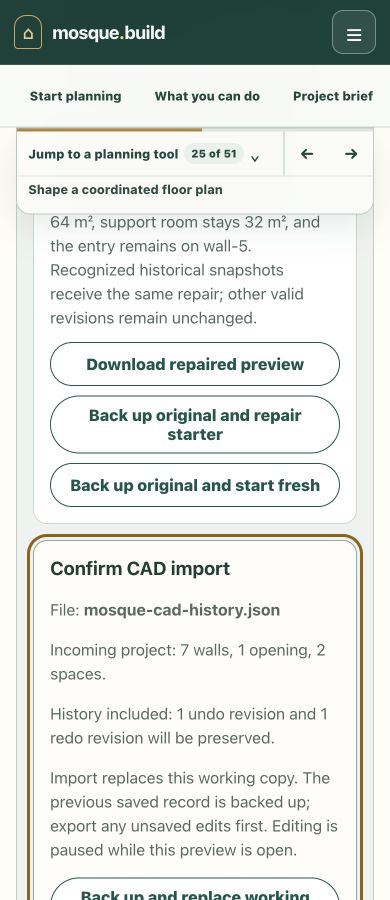 mosque.build
Start planning
What you can do
Project brief
Jump to a planning tool
25 of 51
Shape a coordinated floor plan
64 m², support room stays 32 m², and
the entry remains on wall-5.
Recognized historical snapshots
receive the same repair; other valid
revisions remain unchanged.
Download repaired preview
Back up original and repair
starter
Back up original and start fresh
Confirm CAD import
File: mosque-cad-history.json
Incoming project: 7 walls, 1 opening, 2
spaces.
History included: 1 undo revision and 1
redo revision will be preserved.
Import replaces this working copy. The
previous saved record is backed up;
export any unsaved edits first. Editing is
paused while this preview is open.
Back up and replace working